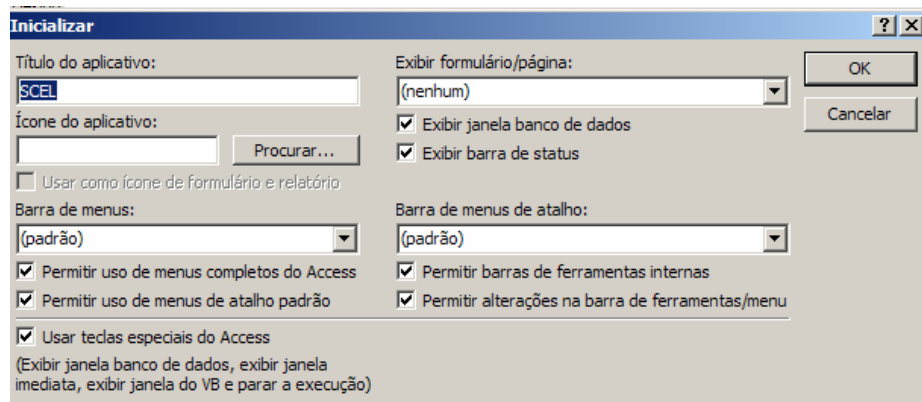 Inicializar
Título do aplicativo:
SCEL
Ícone do aplicativo:
Procurar...
Usar como ícone de formulário e relatório
Exibir formulário/página:
(nenhum)
Exibir janela banco de dados
Exibir barra de status
OK
Cancelar
Barra de menus:
(padrão)
Permitir uso de menus completos do Access
Permitir uso de menus de atalho padrão
Barra de menus de atalho:
(padrão)
Permitir barras de ferramentas internas
Permitir alterações na barra de ferramentas/menu
Usar teclas especiais do Access
(Exibir janela banco de dados, exibir janela
imediata, exibir janela do VB e parar a execução)